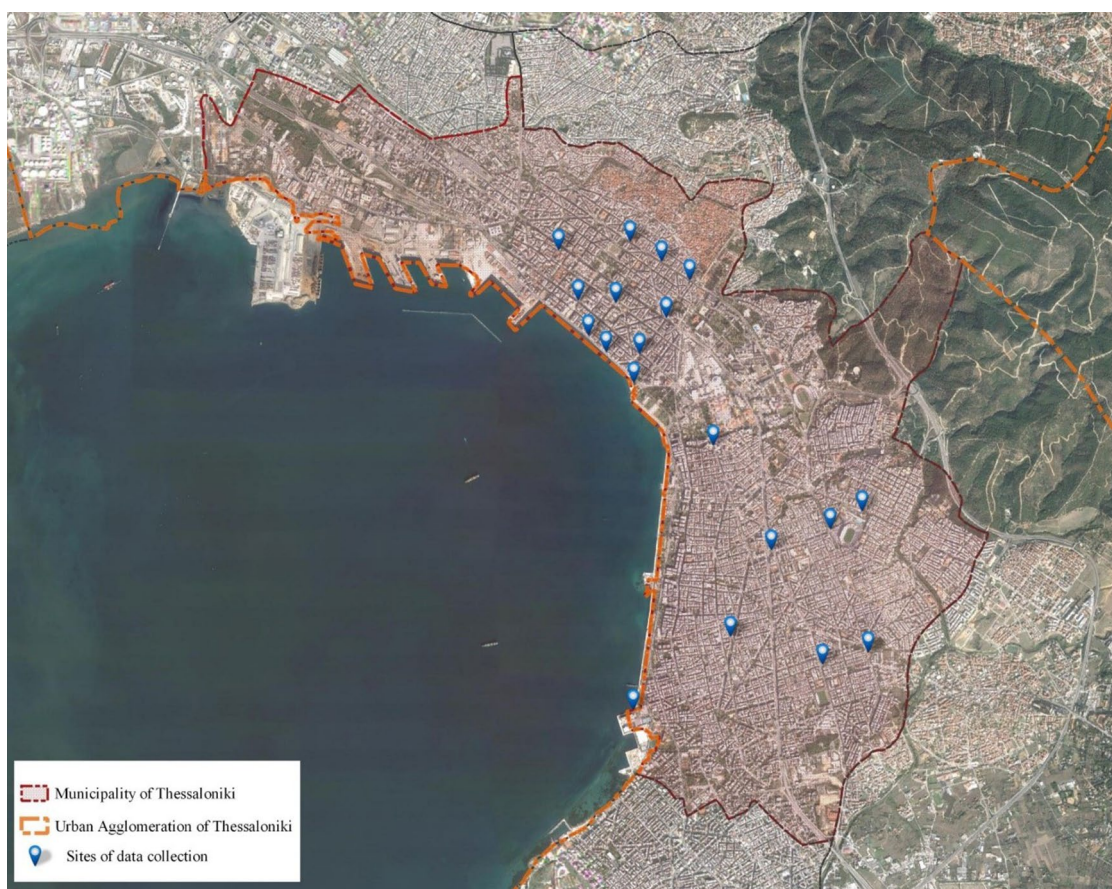 Municipality of Thessaloniki
Urban Agglomeration of Thessaloniki
Sites of data collection